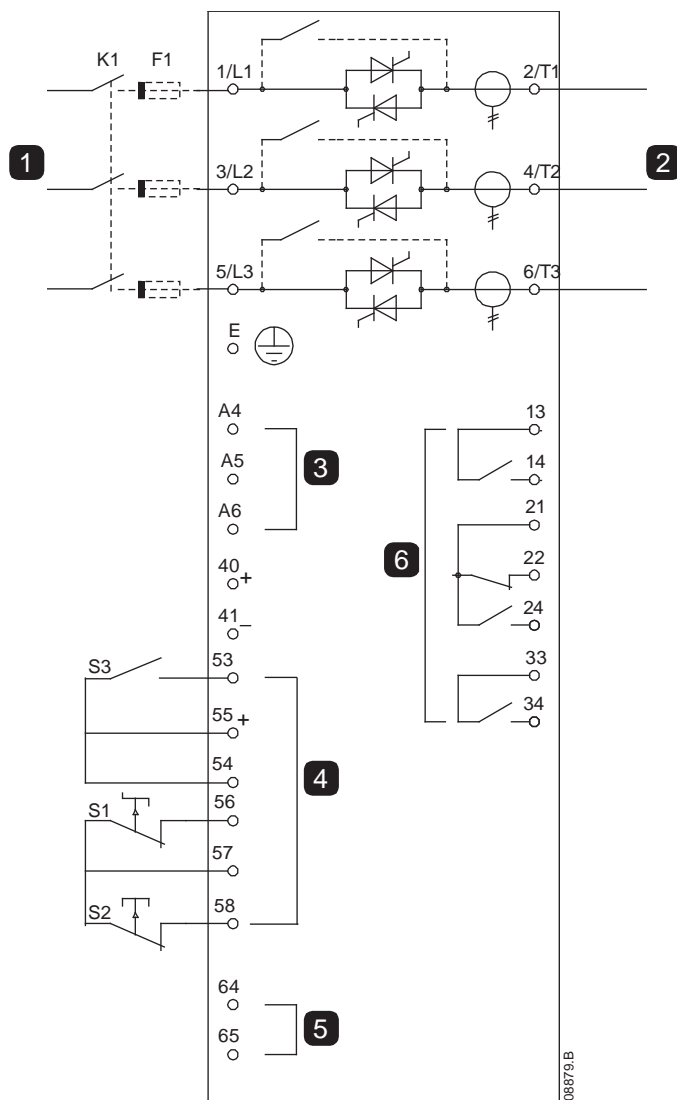 K1 F1
1/L1 2/T1
1 2
3/L2 4/T2
5/L3 6/T3
E
A4 13
A5 3 14
A6 21
40 + 6 22
41 – 24
S3 53 33
55 + 34
54 4
S1 56
57
S2 58
64
65 5
08879.B